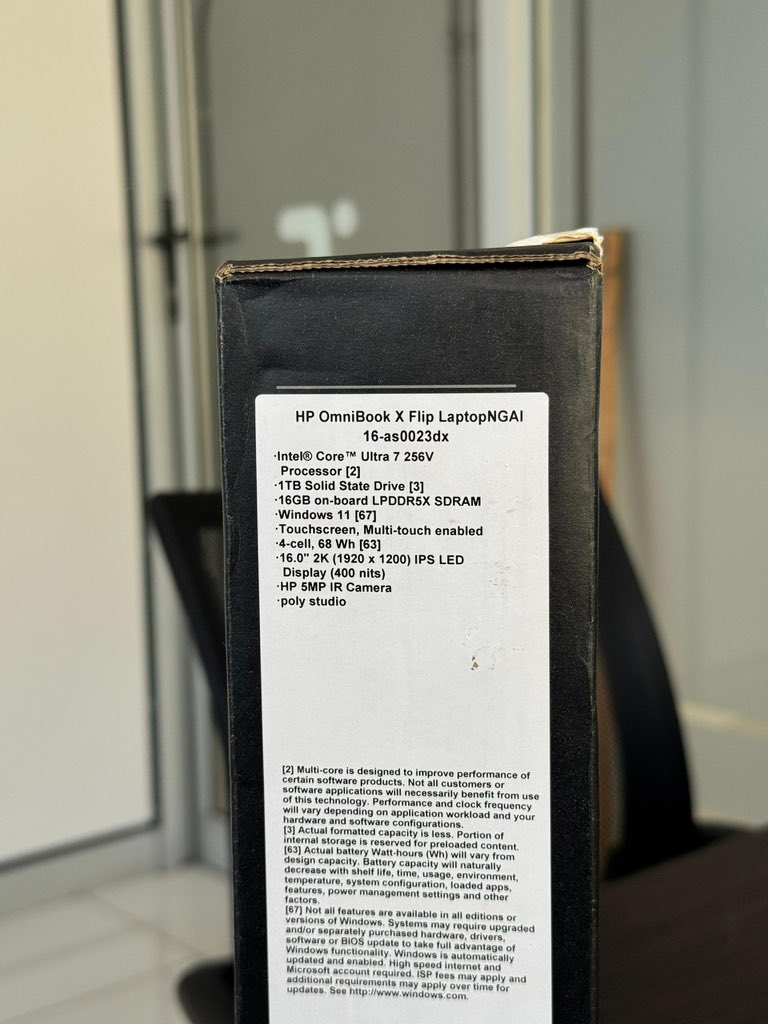 HP OmniBook X Flip LaptopNGAI
16-as0023dx
·Intel® Core™ Ultra 7 256V
Processor [2]
·1TB Solid State Drive [3]
·16GB on-board LPDDR5X SDRAM
·Windows 11 [67]
·Touchscreen, Multi-touch enabled
·4-cell, 68 Wh [63]
·16.0" 2K (1920 x 1200) IPS LED
Display (400 nits)
·HP 5MP IR Camera
·poly studio
[2] Multi-core is designed to improve performance of
certain software products. Not all customers or
software applications will necessarily benefit from use
of this technology. Performance and clock frequency
will vary depending on application workload and your
hardware and software configurations.
[3] Actual formatted capacity is less. Portion of
internal storage is reserved for preloaded content.
[63] Actual battery Watt-hours (Wh) will vary from
design capacity. Battery capacity will naturally
decrease with shelf life, time, usage, environment,
temperature, system configuration, loaded apps,
features, power management settings and other
factors.
[67] Not all features are available in all editions or
versions of Windows. Systems may require upgraded
and/or separately purchased hardware, drivers,
software or BIOS update to take full advantage of
Windows functionality. Windows is automatically
updated and enabled. High speed internet and
Microsoft account required. ISP fees may apply and
additional requirements may apply over time for
updates. See http://www.windows.com.